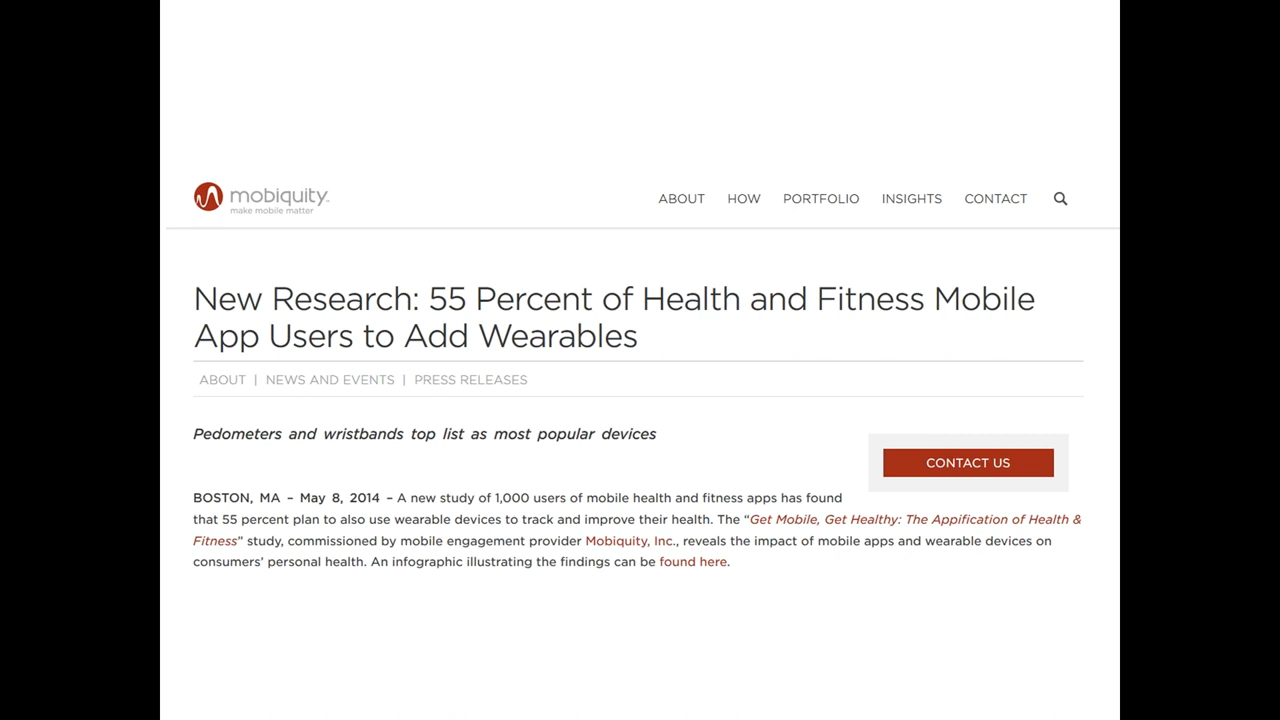 mobiquity
make mobile matter
ABOUT HOW PORTFOLIO INSIGHTS CONTACT
New Research: 55 Percent of Health and Fitness Mobile
App Users to Add Wearables
ABOUT | NEWS AND EVENTS | PRESS RELEASES
Pedometers and wristbands top list as most popular devices
CONTACT US
BOSTON, MA – May 8, 2014 – A new study of 1,000 users of mobile health and fitness apps has found
that 55 percent plan to also use wearable devices to track and improve their health. The “Get Mobile, Get Healthy: The Appification of Health &
Fitness” study, commissioned by mobile engagement provider Mobiquity, Inc., reveals the impact of mobile apps and wearable devices on
consumers’ personal health. An infographic illustrating the findings can be found here.